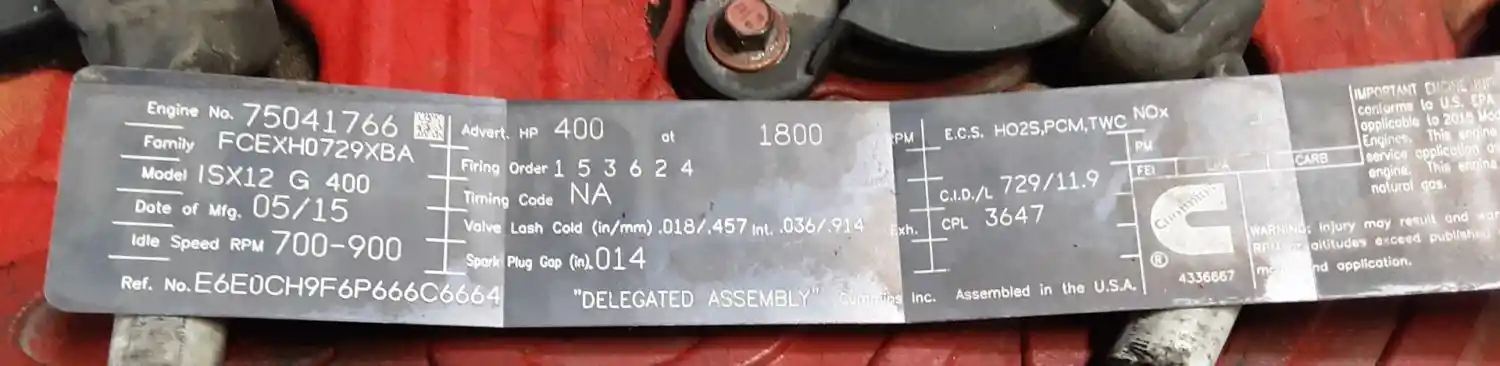 Engine No. 75041766
Family FCEXH0729XBA
Model ISX12 G 400
Date of Mfg. 05/15
Idle Speed RPM 700-900
Ref. No. E6E0CH9F6P666C6664
Advert. HP 400 at 1800 RPM
Firing Order 1 5 3 6 2 4
Timing Code NA
Valve Lash Cold (in/mm) .018/.457 Int. .036/.914 Exh.
Spark Plug Gap (in). 014
"DELEGATED ASSEMBLY" Cummins Inc. Assembled in the U.S.A.
E.C.S. HO2S,PCM,TWC
C.I.D./L 729/11.9
CPL 3647
NOx
PM
FEl EPA CARB
Cummins
®
4336667
IMPORTANT ENGINE
conforms to U.S. EPA
applicable to 2015
Engines. This engine
service application
engine. This engine
natural gas.
WARNING: Injury may result and
altitudes exceed published
and application.